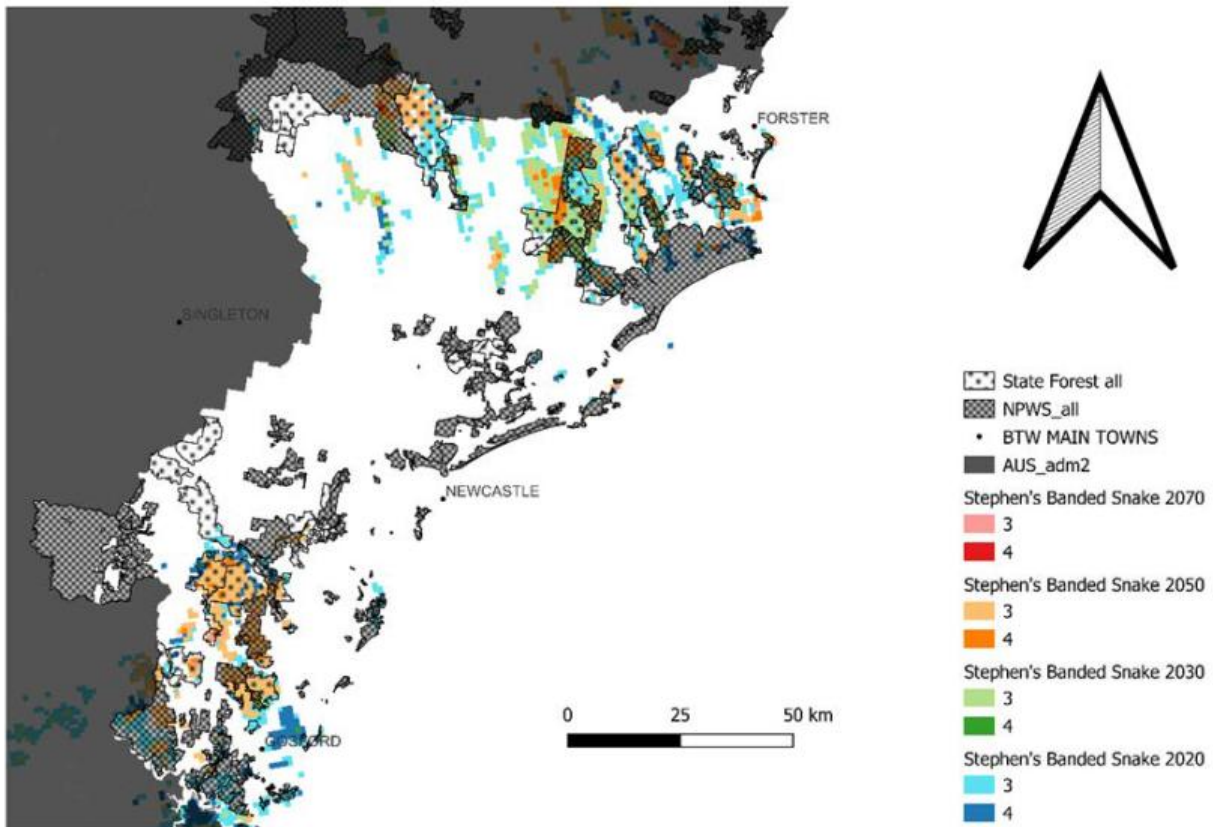 FORSTER
SINGLETON
NEWCASTLE
GOSFORD
0 25 50 km
State Forest all
NPWS_all
BTW MAIN TOWNS
AUS_adm2
Stephen's Banded Snake 2070
3
4
Stephen's Banded Snake 2050
3
4
Stephen's Banded Snake 2030
3
4
Stephen's Banded Snake 2020
3
4